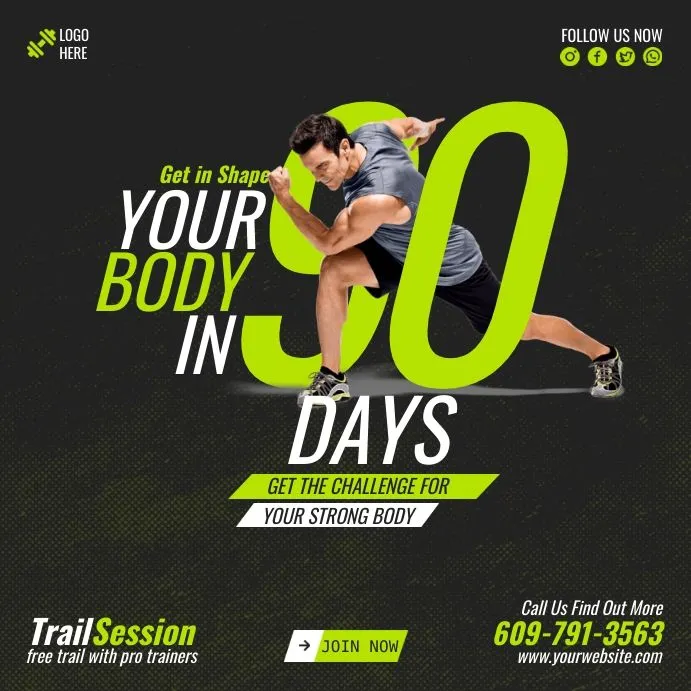 LOGO
HERE
FOLLOW US NOW
Get in Shape
YOUR
BODY
IN
90
DAYS
GET THE CHALLENGE FOR
YOUR STRONG BODY
TrailSession
free trail with pro trainers
JOIN NOW
Call Us Find Out More
609-791-3563
www.yourwebsite.com